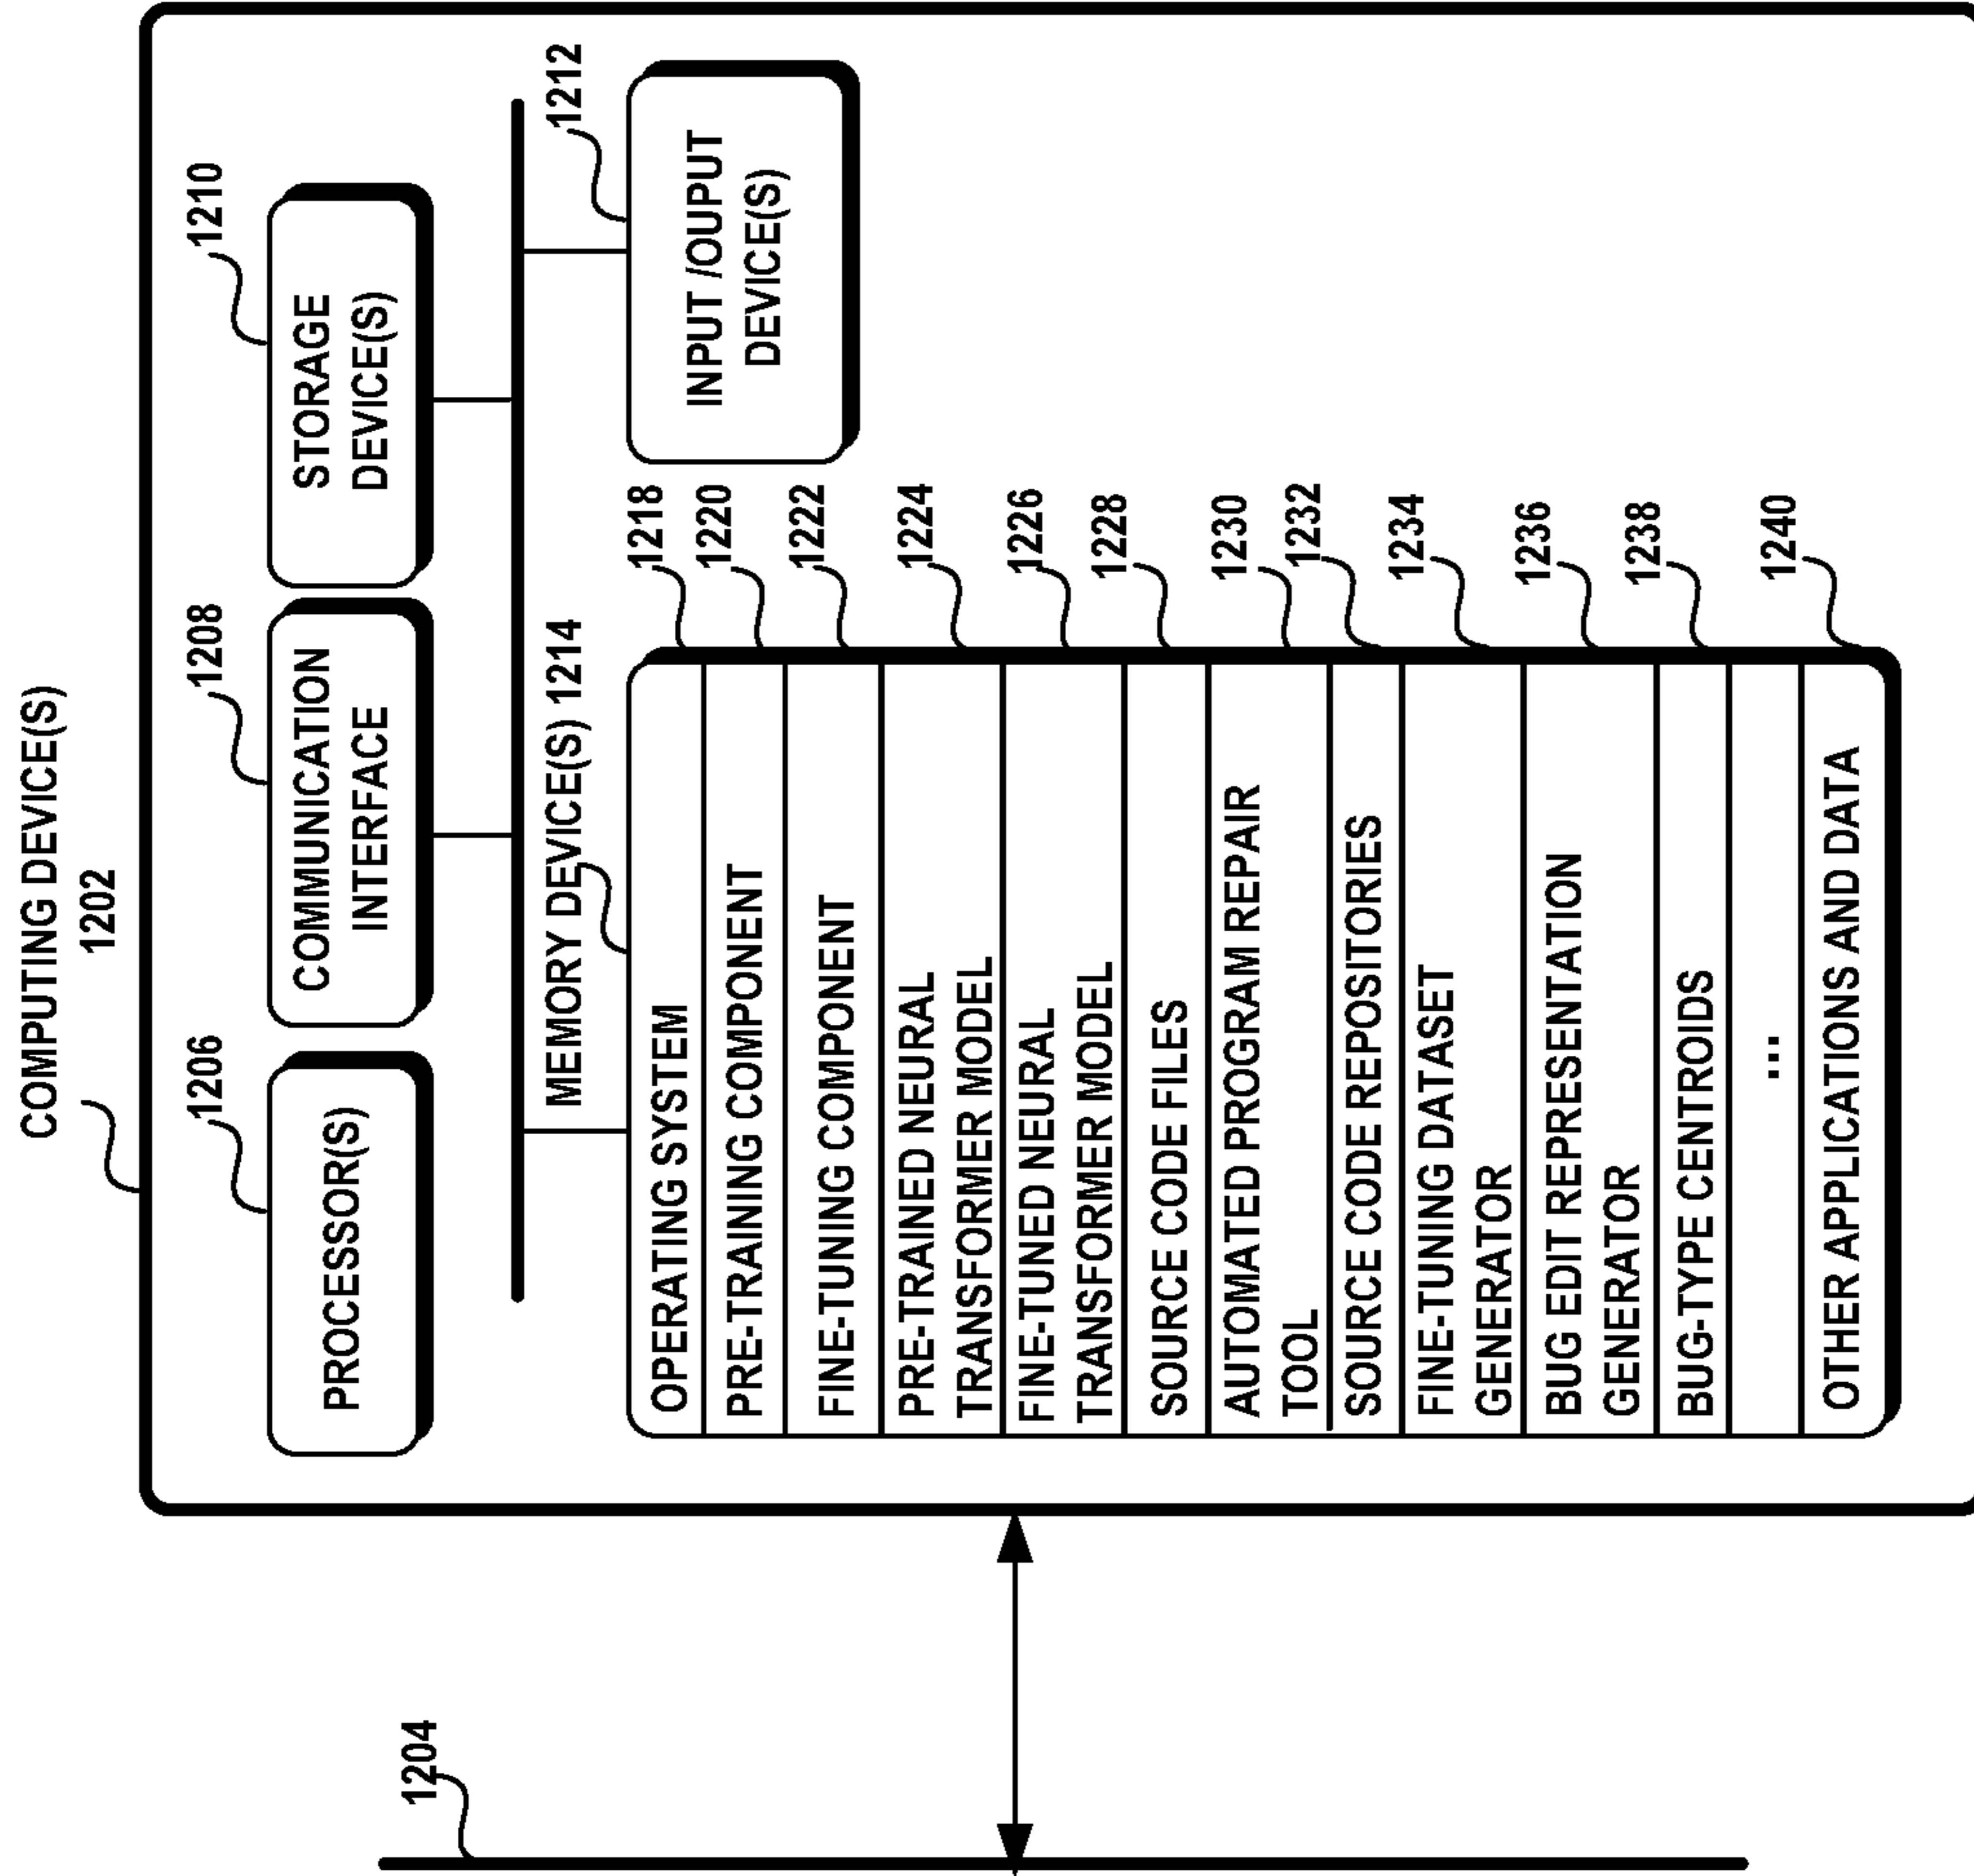 COMPUTING DEVICE(S)
1202
1206
1208
1210
PROCESSOR(S)
COMMUNICATION
INTERFACE
STORAGE
DEVICE(S)
MEMORY DEVICE(S) 1214
1212
INPUT /OUPUT
DEVICE(S)
OPERATING SYSTEM
1218
PRE-TRAINING COMPONENT
1220
FINE-TUNING COMPONENT
1222
PRE-TRAINED NEURAL
TRANSFORMER MODEL
1224
FINE-TUNED NEURAL
TRANSFORMER MODEL
1226
SOURCE CODE FILES
1228
AUTOMATED PROGRAM REPAIR
TOOL
1230
SOURCE CODE REPOSITORIES
1232
FINE-TUNING DATASET
GENERATOR
1234
BUG EDIT REPRESENTATION
GENERATOR
1236
BUG-TYPE CENTROIDS
1238
...
OTHER APPLICATIONS AND DATA
1240
1204